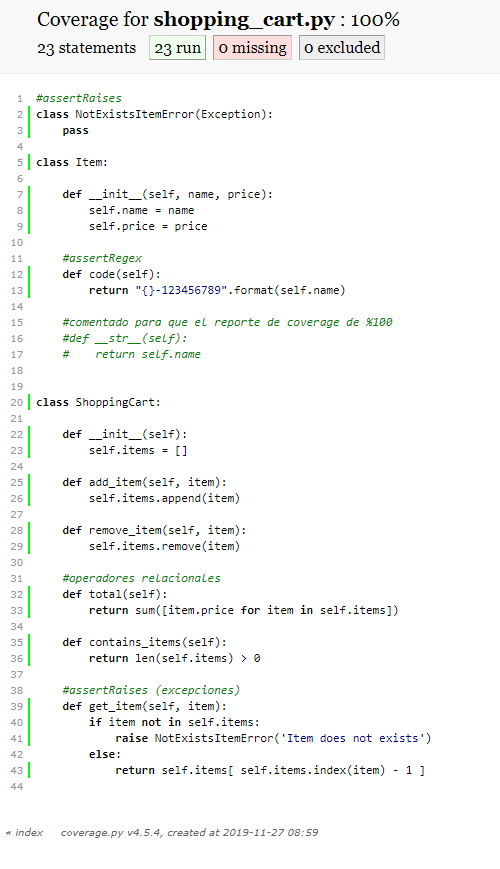 Coverage for shopping_cart.py : 100%
23 statements 23 run 0 missing 0 excluded
1 #assertRaises
2 class NotExistsItemError(Exception):
3     pass
4
5 class Item:
6
7     def __init__(self, name, price):
8         self.name = name
9         self.price = price
10
11     #assertRegex
12     def code(self):
13         return "{}-123456789".format(self.name)
14
15     #comentado para que el reporte de coverage de %100
16     #def __str__(self):
17     #    return self.name
18
19
20 class ShoppingCart:
21
22     def __init__(self):
23         self.items = []
24
25     def add_item(self, item):
26         self.items.append(item)
27
28     def remove_item(self, item):
29         self.items.remove(item)
30
31     #operadores relacionales
32     def total(self):
33         return sum([item.price for item in self.items])
34
35     def contains_items(self):
36         return len(self.items) > 0
37
38     #assertRaises (excepciones)
39     def get_item(self, item):
40         if item not in self.items:
41             raise NotExistsItemError('Item does not exists')
42         else:
43             return self.items[ self.items.index(item) - 1 ]
44
« index coverage.py v4.5.4, created at 2019-11-27 08:59